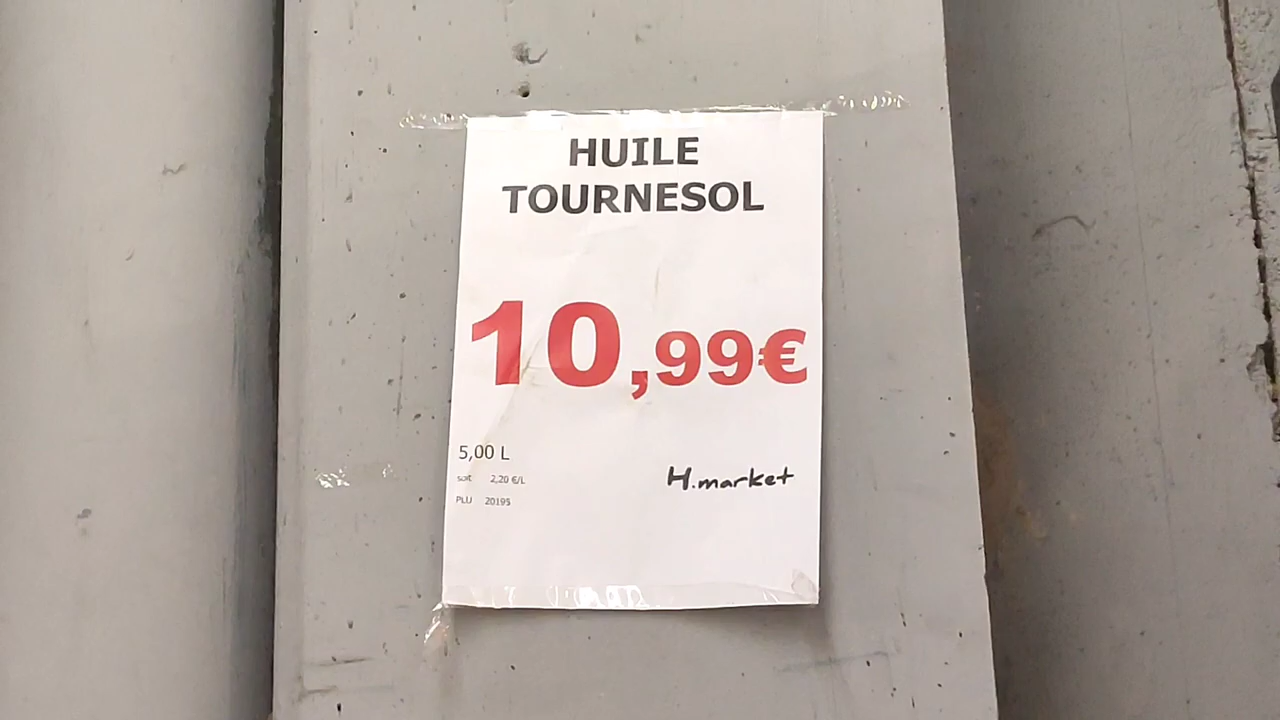 HUILE
TOURNESOL
10,99€
5,00 L
soit 2,20 €/L
H.market
PLU 20195